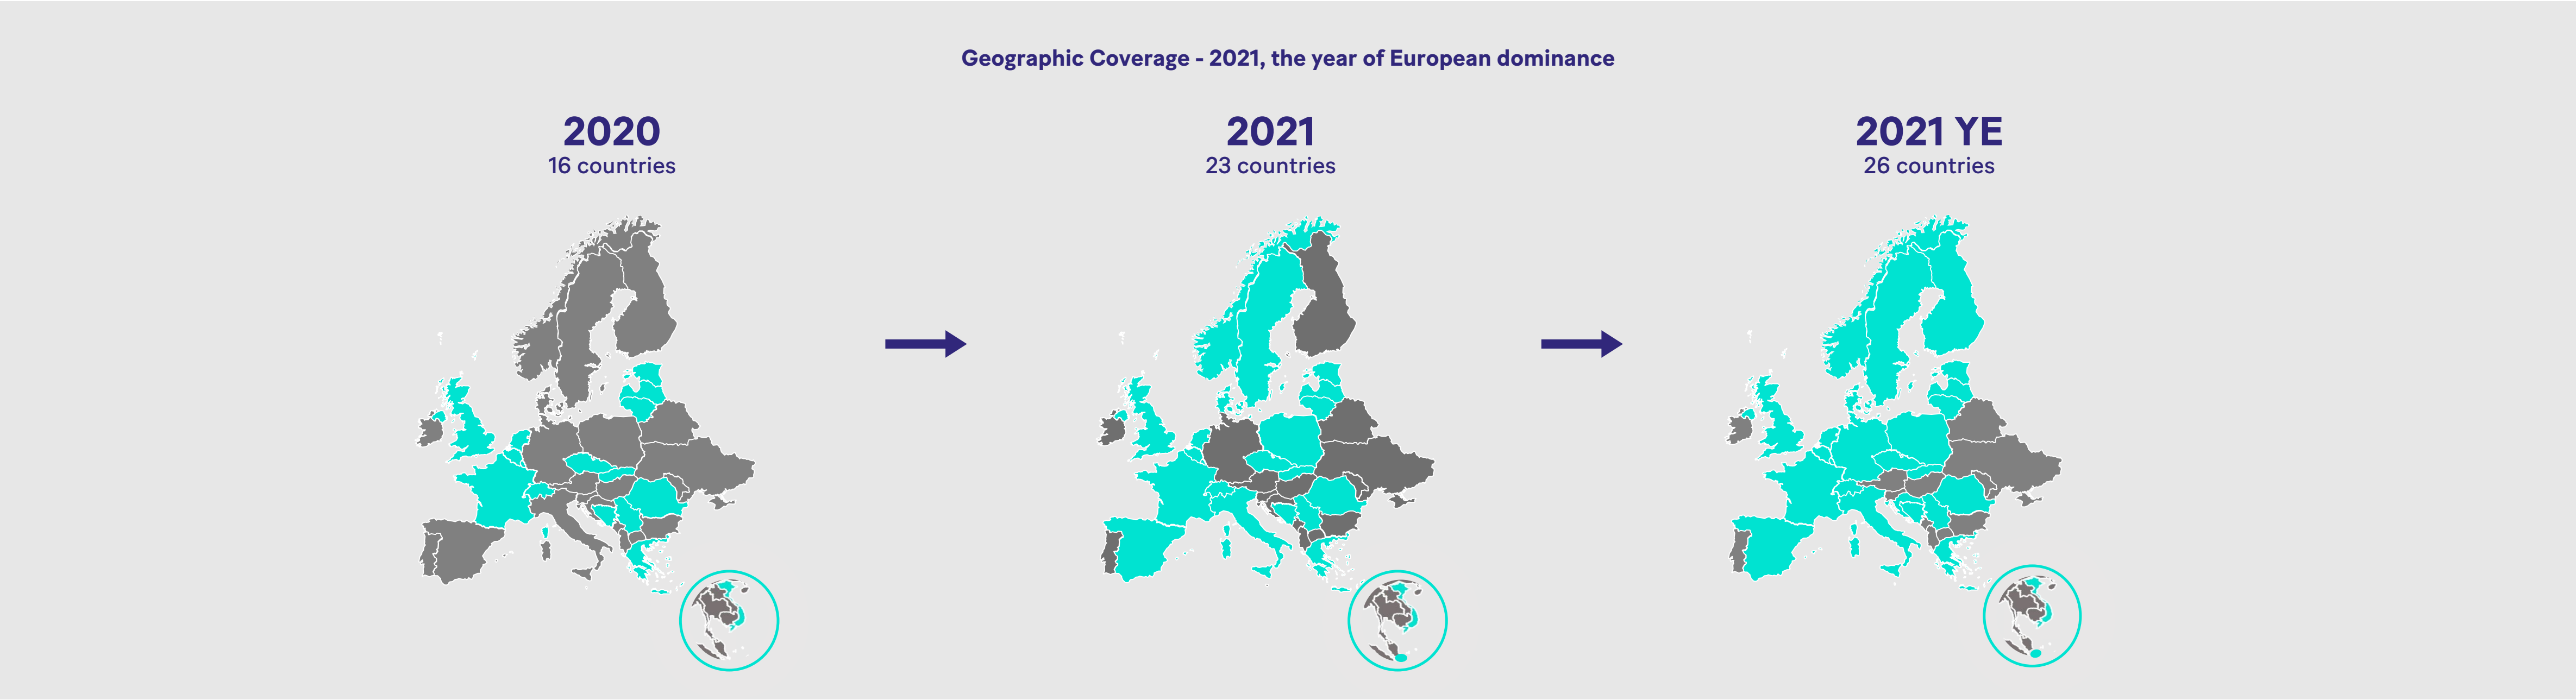 Geographic Coverage - 2021, the year of European dominance
2020
16 countries
2021
23 countries
2021 YE
26 countries